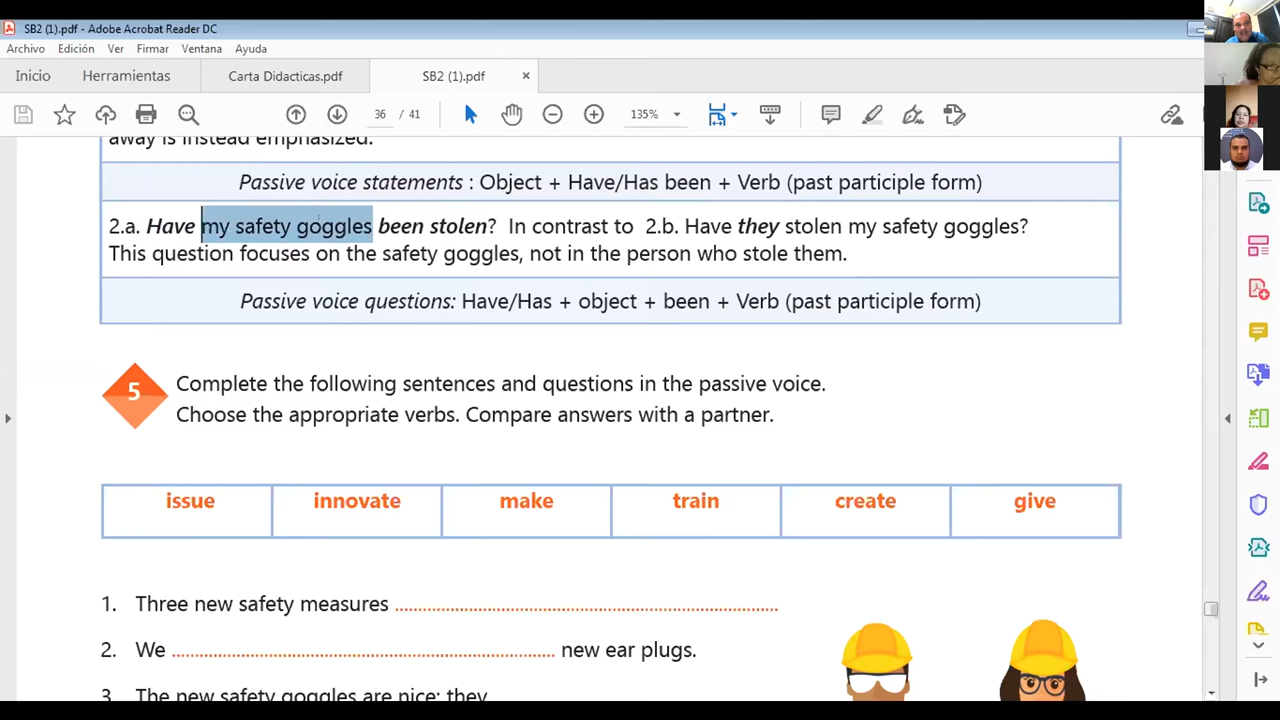 SB2 (1).pdf - Adobe Acrobat Reader DC
Archivo Edición Ver Firmar Ventana Ayuda
Inicio Herramientas Carta Didacticas.pdf SB2 (1).pdf ×
36 / 41 135%
away is instead emphasized.
Passive voice statements : Object + Have/Has been + Verb (past participle form)
2.a. Have my safety goggles been stolen? In contrast to 2.b. Have they stolen my safety goggles?
This question focuses on the safety goggles, not in the person who stole them.
Passive voice questions: Have/Has + object + been + Verb (past participle form)
5 Complete the following sentences and questions in the passive voice.
Choose the appropriate verbs. Compare answers with a partner.
issue innovate make train create give
1. Three new safety measures
2. We new ear plugs.
3. The new safety goggles are nice; they